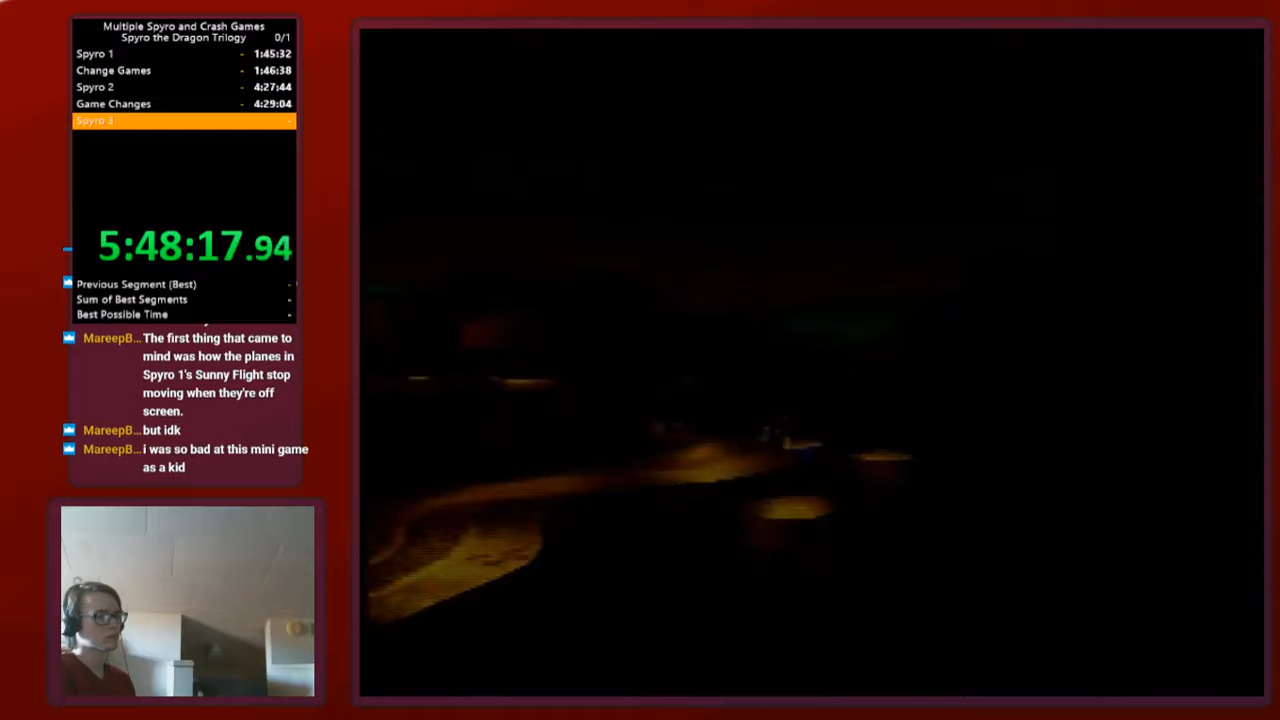 Multiple Spyro and Crash Games
Spyro the Dragon Trilogy 0/1
Spyro 1 - 1:45:32
Change Games - 1:46:38
Spyro 2 - 4:27:44
Game Changes - 4:29:04
Spyro 3 -
5:48:17.94
Previous Segment (Best) -
Sum of Best Segments -
Best Possible Time -
MareepB... The first thing that came to
mind was how the planes in
Spyro 1's Sunny Flight stop
moving when they're off
screen.
MareepB... but idk
MareepB... i was so bad at this mini game
as a kid